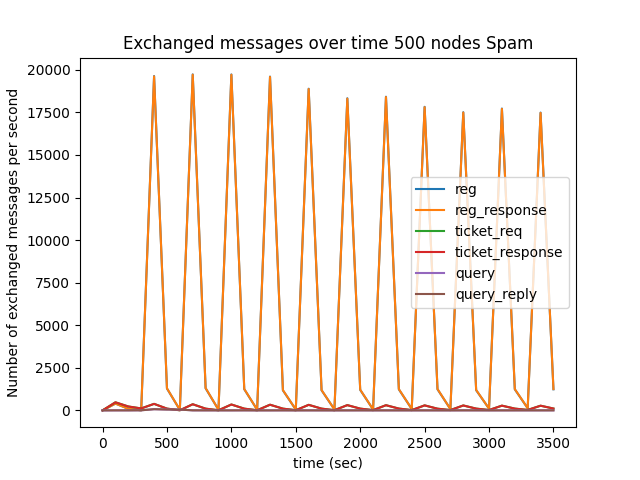 Exchanged messages over time 500 nodes Spam
Number of exchanged messages per second
20000
17500
15000
12500
10000
7500
5000
2500
0
reg
reg_response
ticket_req
ticket_response
query
query_reply
0 500 1000 1500 2000 2500 3000 3500
time (sec)